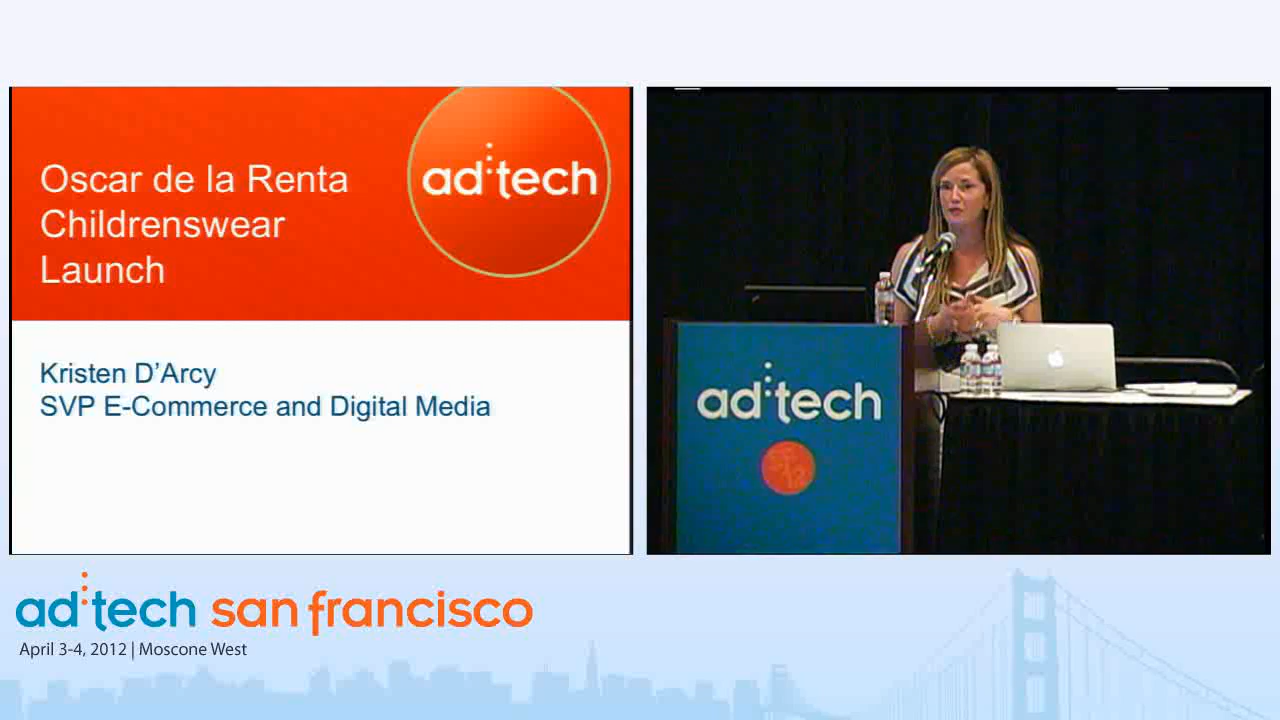 Oscar de la Renta
Childrenswear
Launch
ad:tech
Kristen D’Arcy
SVP E-Commerce and Digital Media
ad:tech
ad:tech san francisco
April 3-4, 2012 | Moscone West